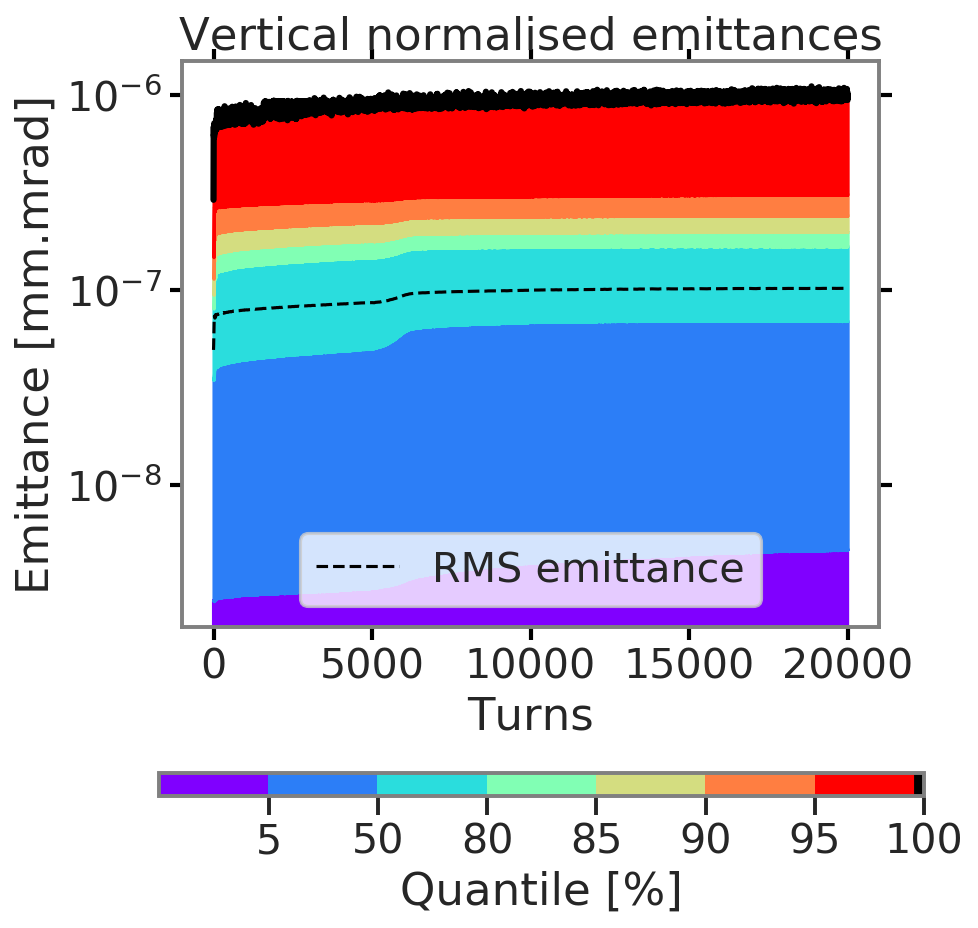 Vertical normalised emittances
Emittance [mm.mrad]
10⁻⁶
10⁻⁷
10⁻⁸
RMS emittance
0 5000 10000 15000 20000
Turns
5 50 80 85 90 95 100
Quantile [%]